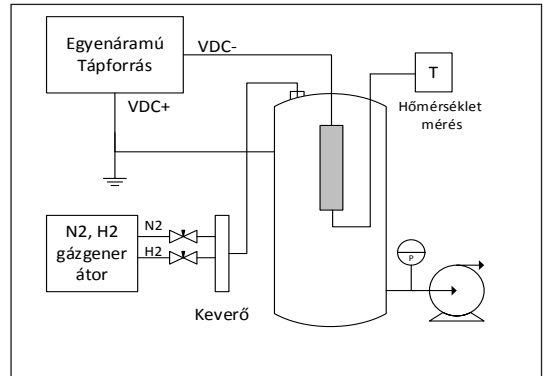 Egyenáramú
Tápforrás
VDC-
VDC+
T
Hőmérséklet
mérés
N2, H2
gázgener
átor
N2
H2
Keverő
P